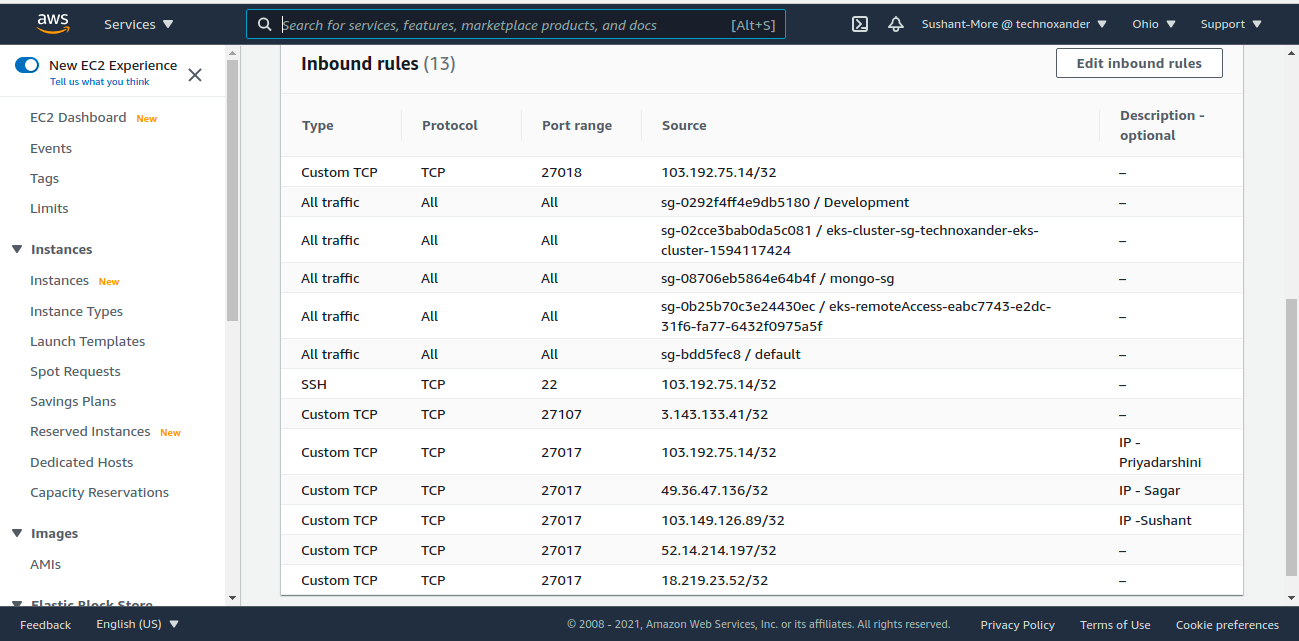 aws
Services
Search for services, features, marketplace products, and docs [Alt+S]
Sushant-More @ technoxander
Ohio
Support
New EC2 Experience
Tell us what you think
EC2 Dashboard New
Events
Tags
Limits
Instances
Instances New
Instance Types
Launch Templates
Spot Requests
Savings Plans
Reserved Instances New
Dedicated Hosts
Capacity Reservations
Images
AMIs
Elastic Block Store
Inbound rules (13)
Edit inbound rules
Type Protocol Port range Source Description -
optional
Custom TCP TCP 27018 103.192.75.14/32 –
All traffic All All sg-0292f4ff4e9db5180 / Development –
All traffic All All sg-02cce3bab0da5c081 / eks-cluster-sg-technoxander-eks-
cluster-1594117424 –
All traffic All All sg-08706eb5864e64b4f / mongo-sg –
All traffic All All sg-0b25b70c3e24430ec / eks-remoteAccess-eabc7743-e2dc-
31f6-fa77-6432f0975a5f –
All traffic All All sg-bdd5fec8 / default –
SSH TCP 22 103.192.75.14/32 –
Custom TCP TCP 27107 3.143.133.41/32 –
Custom TCP TCP 27017 103.192.75.14/32 IP -
Priyadarshini
Custom TCP TCP 27017 49.36.47.136/32 IP - Sagar
Custom TCP TCP 27017 103.149.126.89/32 IP -Sushant
Custom TCP TCP 27017 52.14.214.197/32 –
Custom TCP TCP 27017 18.219.23.52/32 –
Feedback English (US) © 2008 - 2021, Amazon Web Services, Inc. or its affiliates. All rights reserved. Privacy Policy Terms of Use Cookie preferences